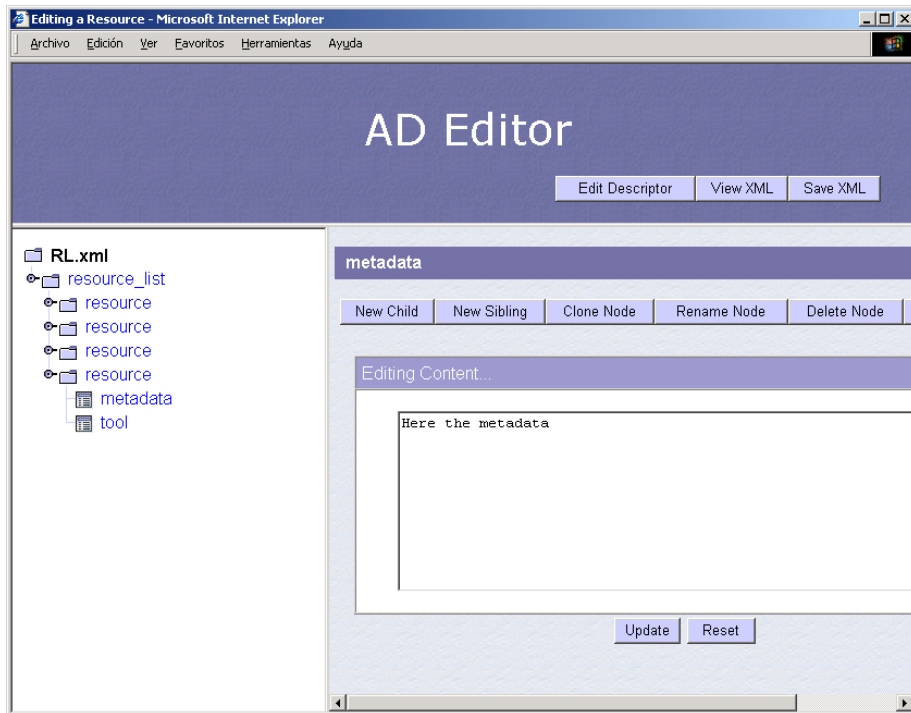 Editing a Resource - Microsoft Internet Explorer
Archivo Edición Ver Favoritos Herramientas Ayuda
AD Editor
Edit Descriptor View XML Save XML
RL.xml
resource_list
resource
resource
resource
resource
metadata
tool
metadata
New Child New Sibling Clone Node Rename Node Delete Node
Editing Content...
Here the metadata
Update Reset